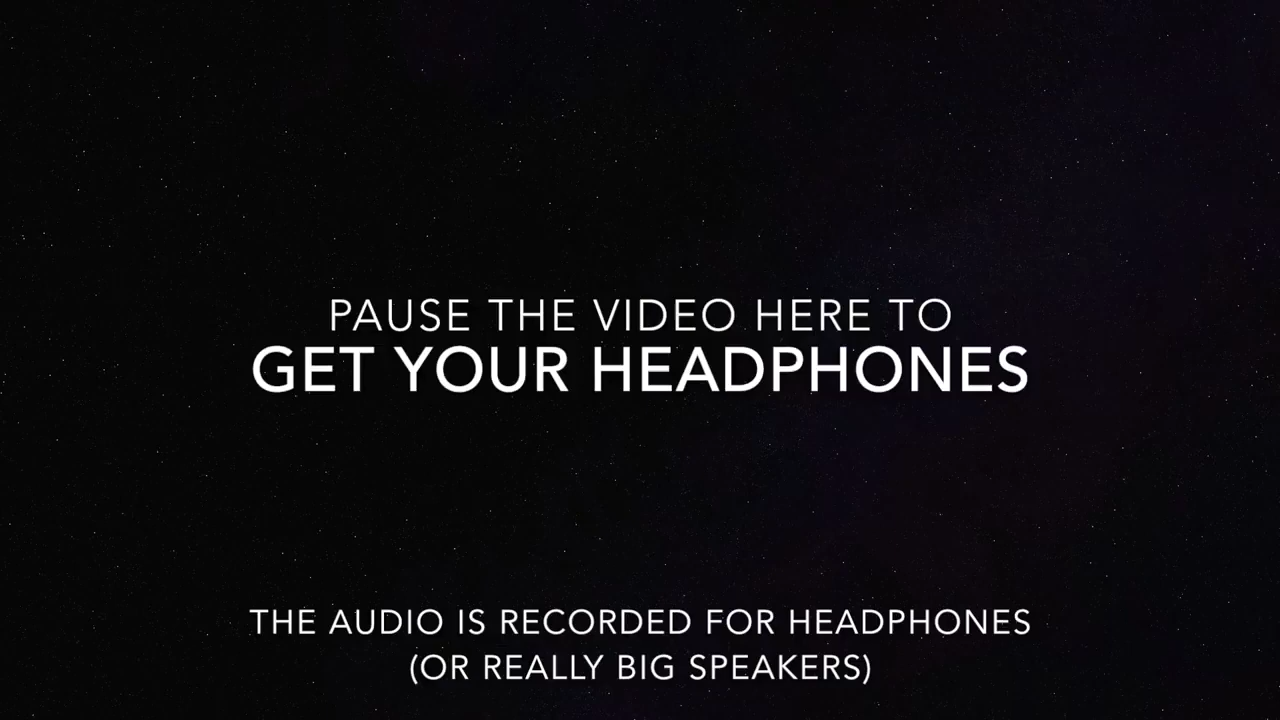 PAUSE THE VIDEO HERE TO
GET YOUR HEADPHONES
THE AUDIO IS RECORDED FOR HEADPHONES
(OR REALLY BIG SPEAKERS)